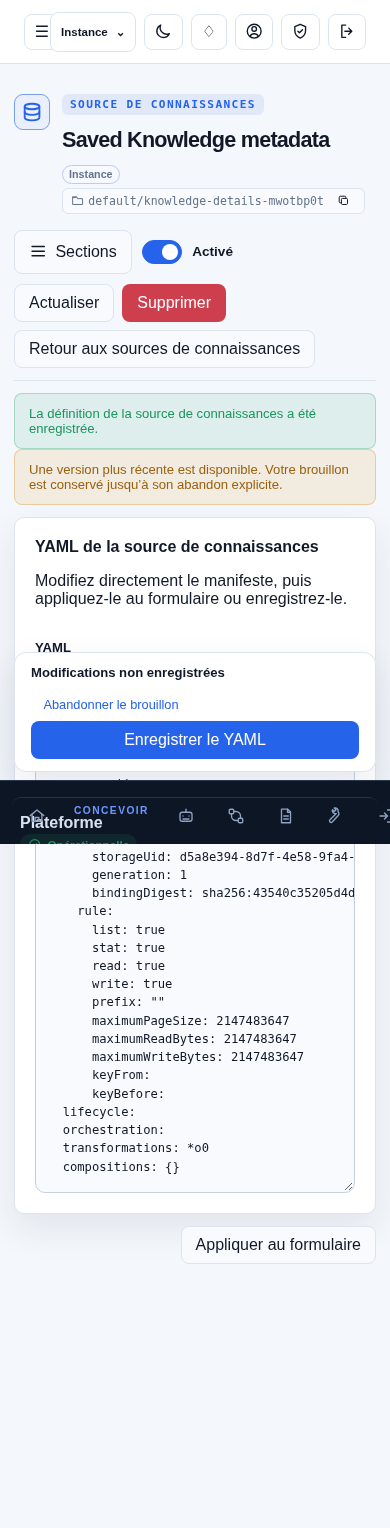 Instance
SOURCE DE CONNAISSANCES
Saved Knowledge metadata
Instance
default/knowledge-details-mwotbp0t
Sections
Activé
Actualiser
Supprimer
Retour aux sources de connaissances
La définition de la source de connaissances a été
enregistrée.
Une version plus récente est disponible. Votre brouillon
est conservé jusqu’à son abandon explicite.
YAML de la source de connaissances
Modifiez directement le manifeste, puis
appliquez-le au formulaire ou enregistrez-le.
YAML
Modifications non enregistrées
Abandonner le brouillon
Enregistrer le YAML
CONCEVOIR
Plateforme
Opérationnelle
storageUid: d5a8e394-8d7f-4e58-9fa4-
generation: 1
bindingDigest: sha256:43540c35205d4d
rule:
list: true
stat: true
read: true
write: true
prefix: ""
maximumPageSize: 2147483647
maximumReadBytes: 2147483647
maximumWriteBytes: 2147483647
keyFrom:
keyBefore:
lifecycle:
orchestration:
transformations: *o0
compositions: {}
Appliquer au formulaire